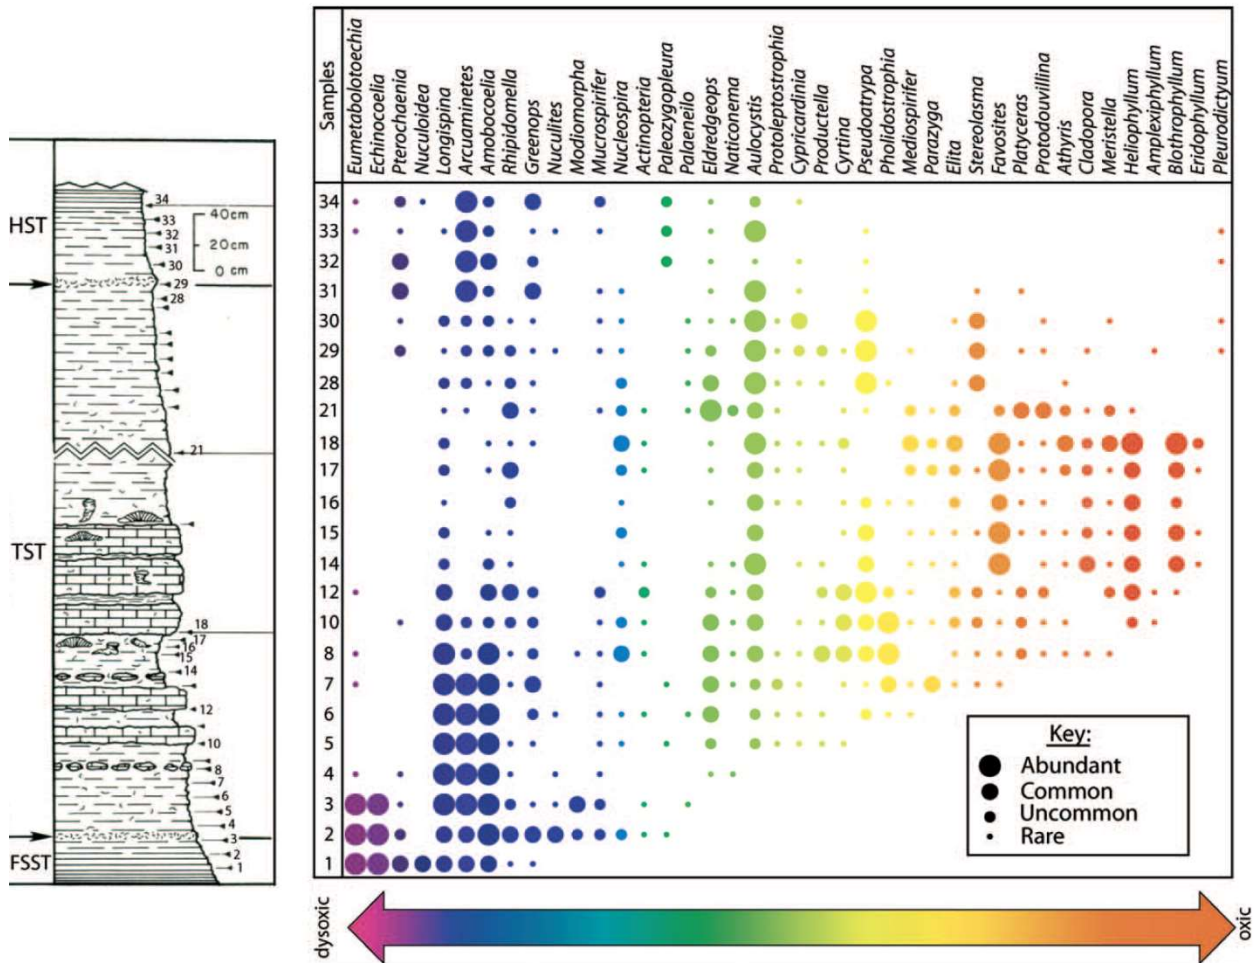 Samples
Eumetabolotoechia
Echinocoelia
Pterochaenia
Nuculoidea
Longispina
Arcuaminetes
Ambocoelia
Rhipidomella
Greenops
Nuculites
Modiomorpha
Mucrospirifer
Nucleospira
Actinopteria
Paleozygopleura
Palaeneilo
Eldredgeops
Naticonema
Aulocystis
Protoleptostrophia
Cypricardinia
Productella
Cyrtina
Pseudoatrypa
Pholidostrophia
Mediospirifer
Parazyga
Elita
Stereolasma
Favosites
Platyceras
Protodouvillina
Athyris
Cladopora
Meristella
Heliophyllum
Amplexiphyllum
Blothrophyllum
Eridophyllum
Pleurodictyum
34
33
32
31
30
29
28
21
18
17
16
15
14
12
10
8
7
6
5
4
3
2
1
HST
TST
FSST
34
33
32
31
30
29
28
21
18
17
16
15
14
12
10
8
7
6
5
4
3
2
1
40cm
20cm
0 cm
Key:
Abundant
Common
Uncommon
Rare
dysoxic
oxic